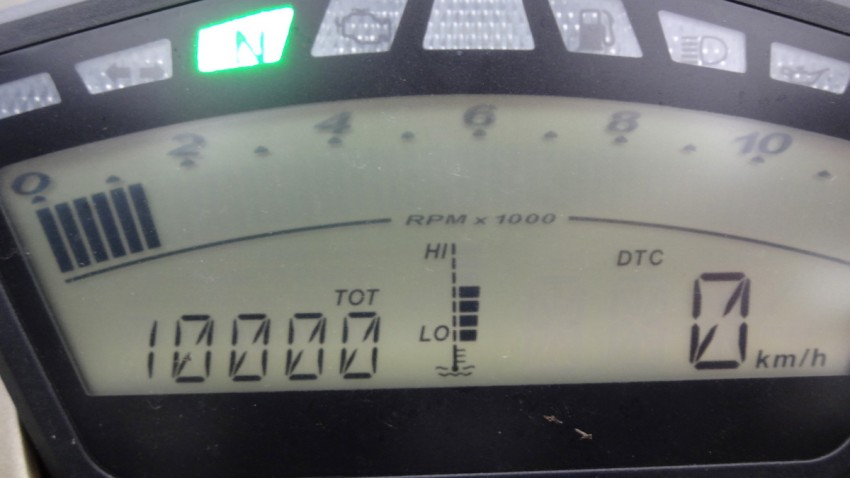 N
0 2 4 6 8 10
RPM x 1000
HI
DTC
TOT
LO
10000
0 km/h